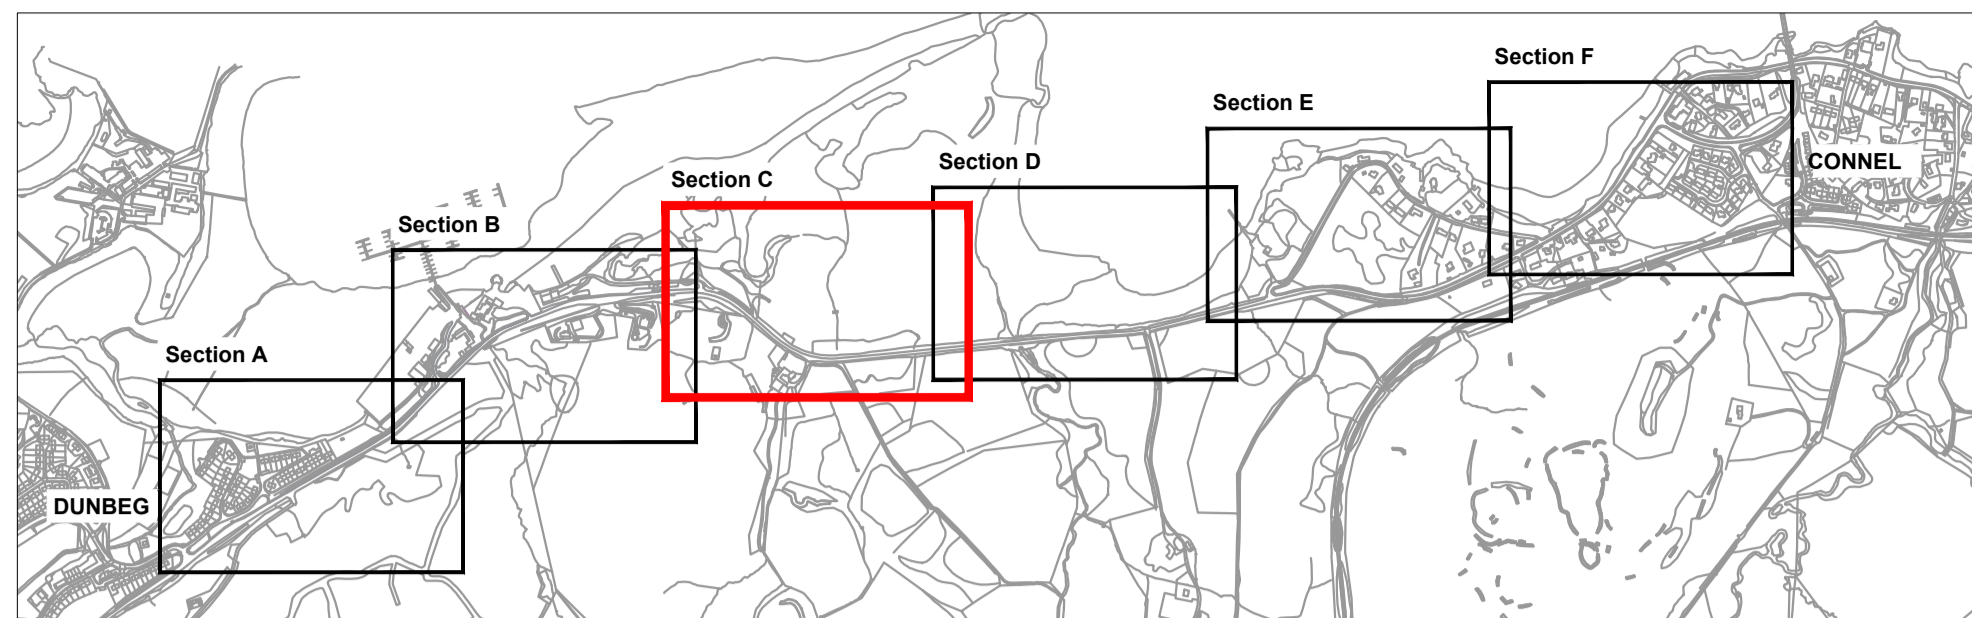 Section F
Section E
Section D
CONNEL
Section C
Section B
Section A
DUNBEG